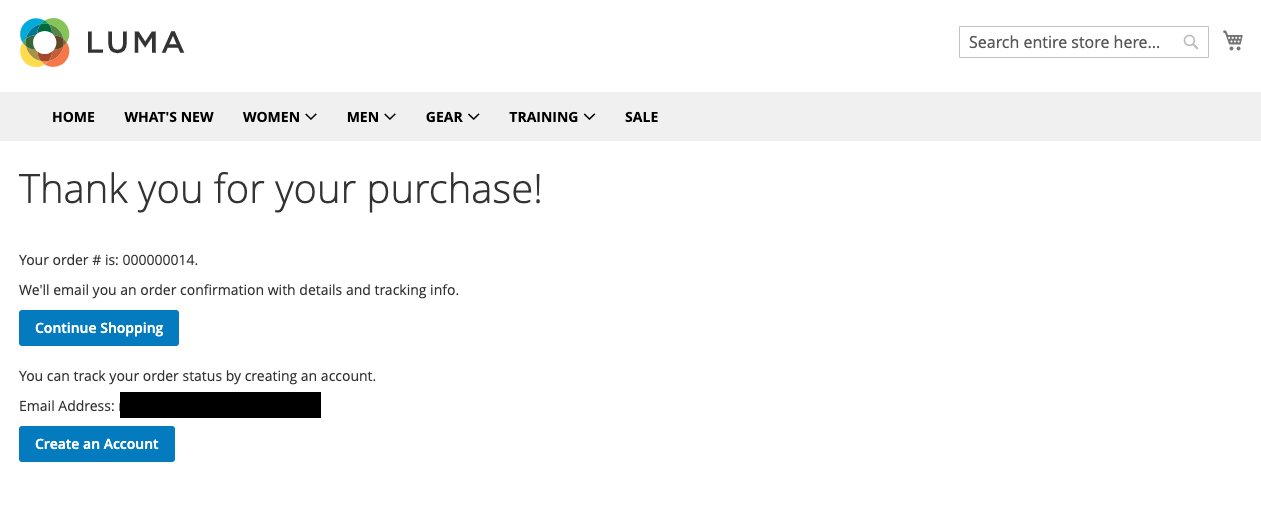 LUMA
Search entire store here...
HOME WHAT'S NEW WOMEN MEN GEAR TRAINING SALE
Thank you for your purchase!
Your order # is: 000000014.
We'll email you an order confirmation with details and tracking info.
Continue Shopping
You can track your order status by creating an account.
Email Address:
Create an Account